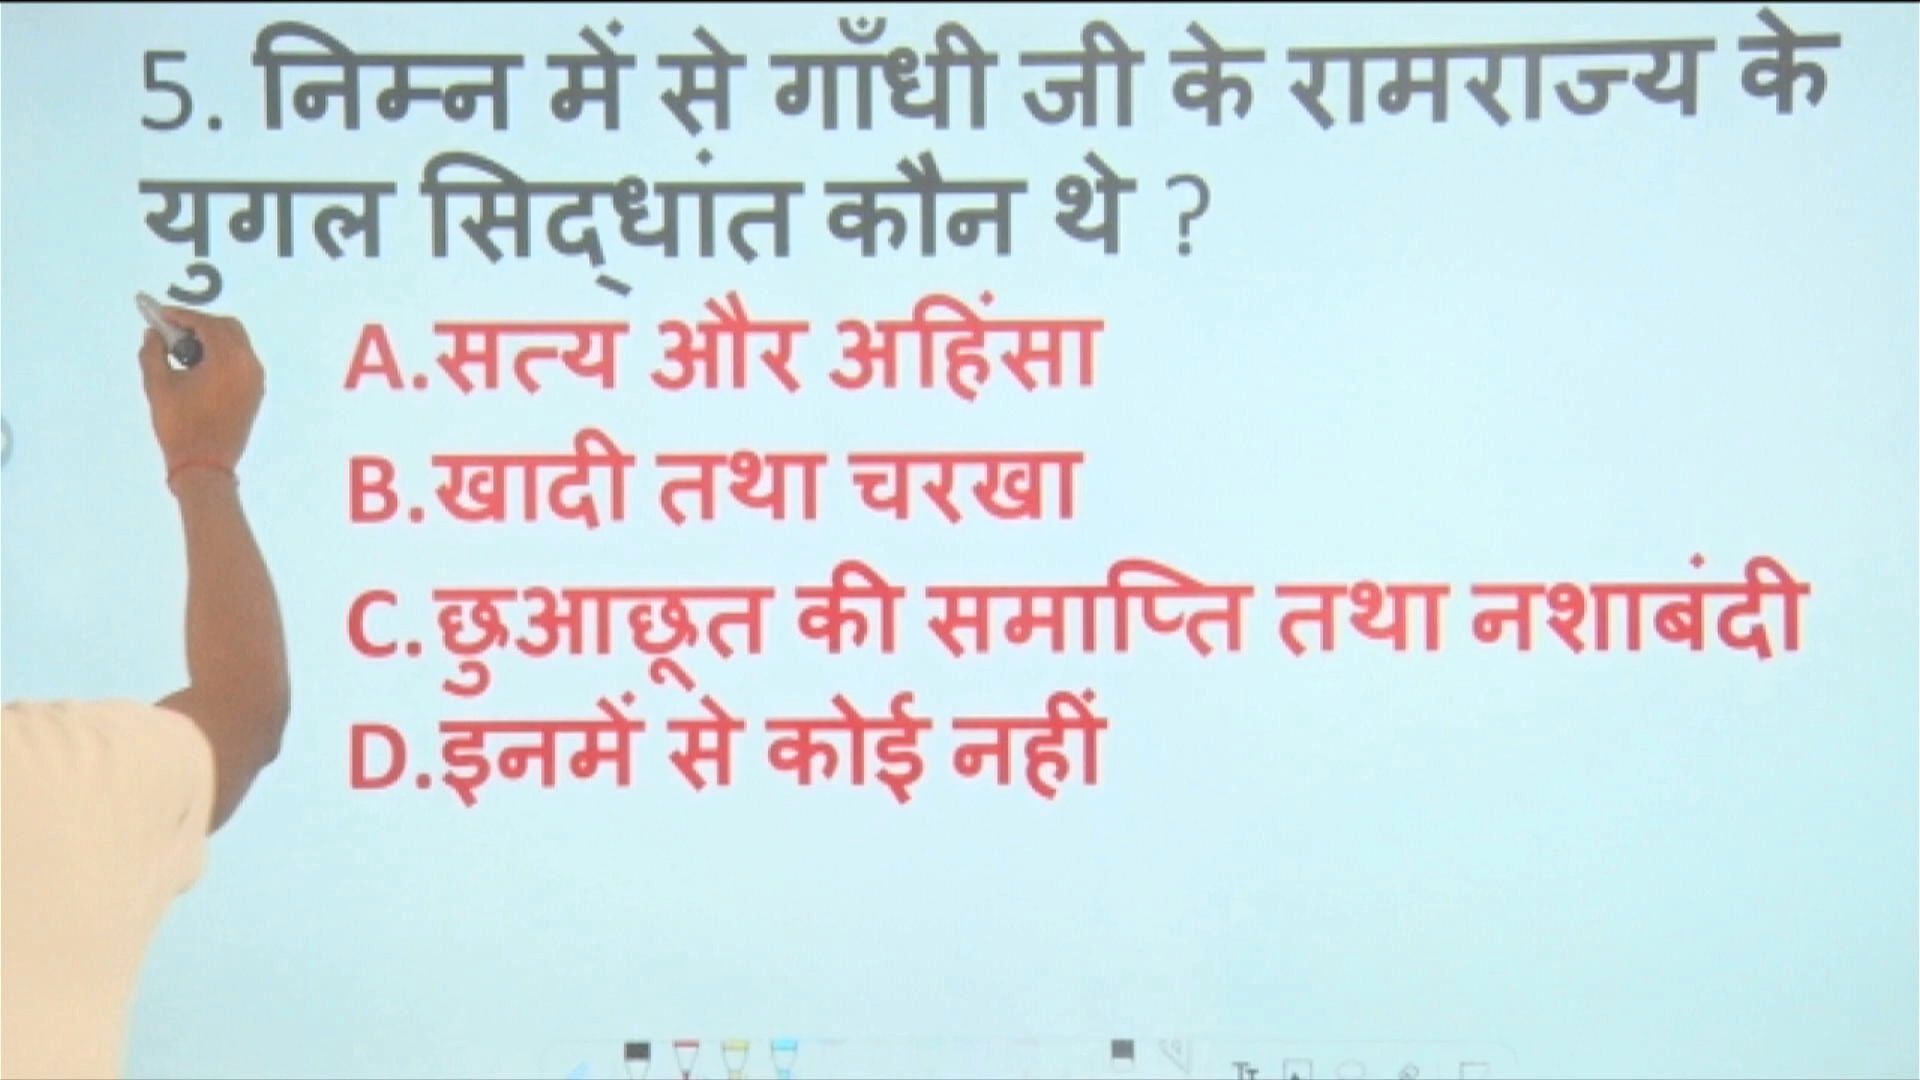 5. निम्न में से गाँधी जी के रामराज्य के
युगल सिद्‌धांत कौन थे ?
A.सत्य और अहिंसा
B.खादी तथा चरखा
C.छुआछूत की समाप्ति तथा नशाबंदी
D.इनमें से कोई नहीं